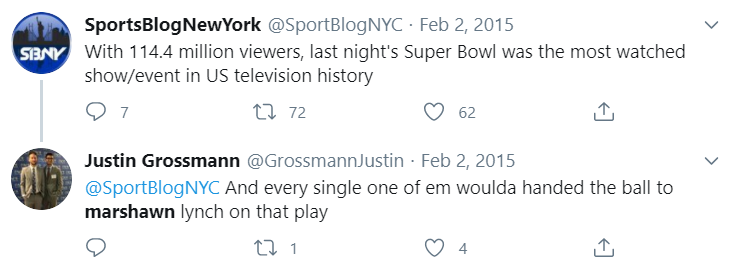 SportsBlogNewYork @SportBlogNYC · Feb 2, 2015
With 114.4 million viewers, last night's Super Bowl was the most watched
show/event in US television history
7 72 62
Justin Grossmann @GrossmannJustin · Feb 2, 2015
@SportBlogNYC And every single one of em woulda handed the ball to
marshawn lynch on that play
1 4
SBNY